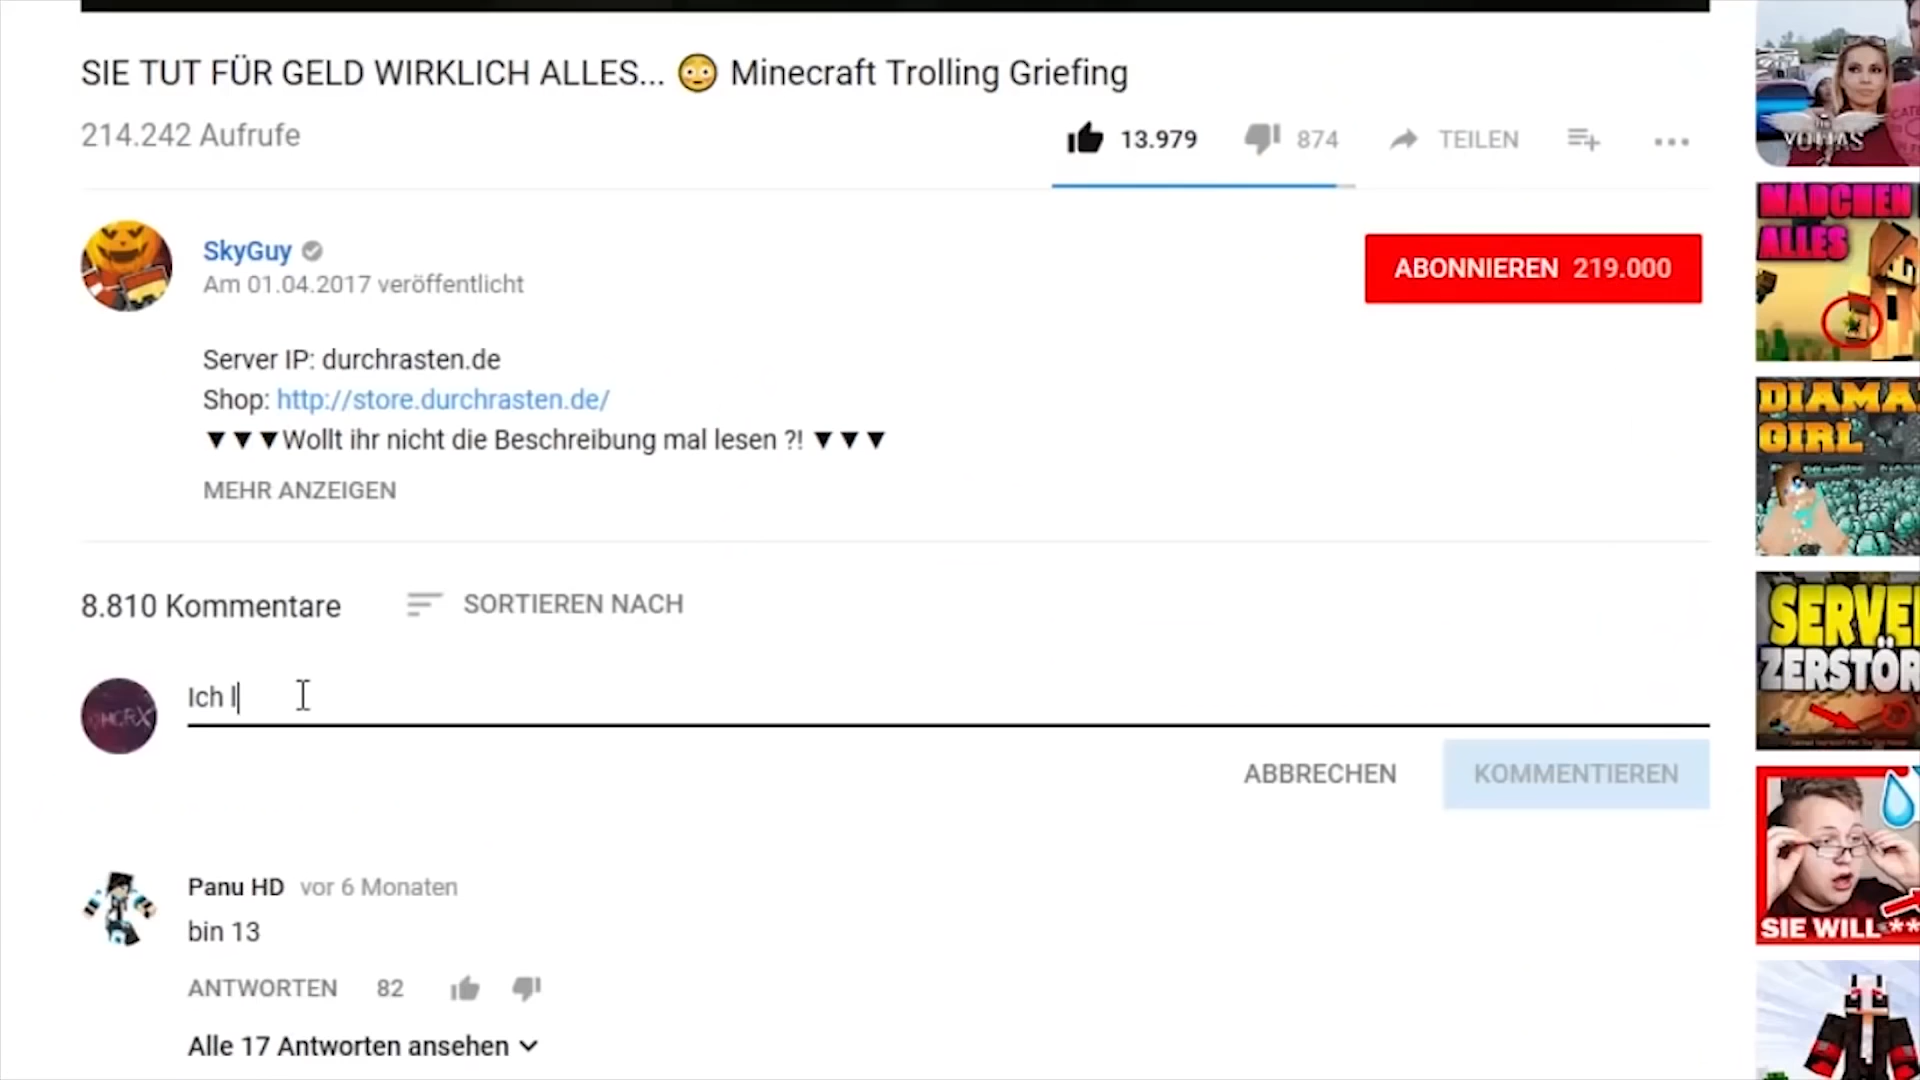 SIE TUT FÜR GELD WIRKLICH ALLES... 😳 Minecraft Trolling Griefing
214.242 Aufrufe
13.979
874
TEILEN
SkyGuy
Am 01.04.2017 veröffentlicht
ABONNIEREN 219.000
Server IP: durchrasten.de
Shop: http://store.durchrasten.de/
▼▼▼Wollt ihr nicht die Beschreibung mal lesen ?! ▼▼▼
MEHR ANZEIGEN
8.810 Kommentare
SORTIEREN NACH
Ich l
ABBRECHEN
KOMMENTIEREN
Panu HD vor 6 Monaten
bin 13
ANTWORTEN 82
Alle 17 Antworten ansehen
MÄDCHEN
ALLES
GIRL
SIE WILL **